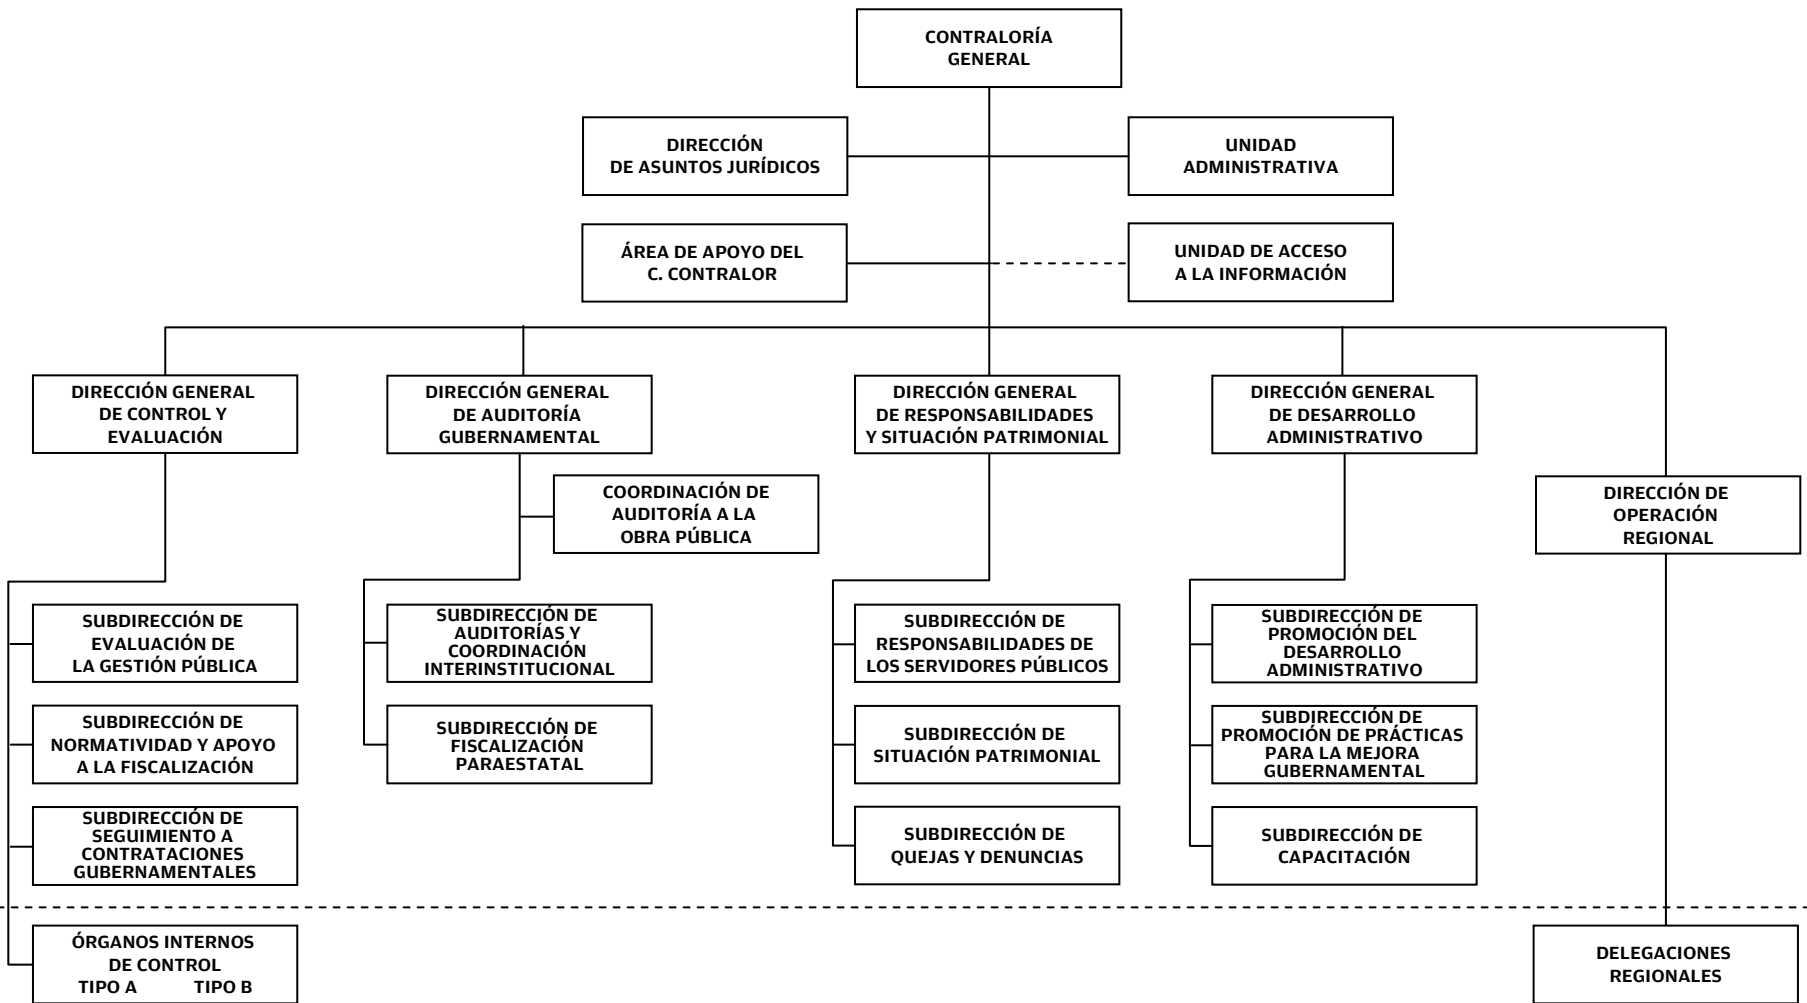 CONTRALORÍA
GENERAL
DIRECCIÓN
DE ASUNTOS JURÍDICOS
UNIDAD
ADMINISTRATIVA
ÁREA DE APOYO DEL
C. CONTRALOR
UNIDAD DE ACCESO
A LA INFORMACIÓN
DIRECCIÓN GENERAL
DE CONTROL Y
EVALUACIÓN
DIRECCIÓN GENERAL
DE AUDITORÍA
GUBERNAMENTAL
DIRECCIÓN GENERAL
DE RESPONSABILIDADES
Y SITUACIÓN PATRIMONIAL
DIRECCIÓN GENERAL
DE DESARROLLO
ADMINISTRATIVO
COORDINACIÓN DE
AUDITORÍA A LA
OBRA PÚBLICA
DIRECCIÓN DE
OPERACIÓN
REGIONAL
SUBDIRECCIÓN DE
EVALUACIÓN DE
LA GESTIÓN PÚBLICA
SUBDIRECCIÓN DE
AUDITORÍAS Y
COORDINACIÓN
INTERINSTITUCIONAL
SUBDIRECCIÓN DE
RESPONSABILIDADES DE
LOS SERVIDORES PÚBLICOS
SUBDIRECCIÓN DE
PROMOCIÓN DEL
DESARROLLO
ADMINISTRATIVO
SUBDIRECCIÓN DE
NORMATIVIDAD Y APOYO
A LA FISCALIZACIÓN
SUBDIRECCIÓN DE
FISCALIZACIÓN
PARAESTATAL
SUBDIRECCIÓN DE
SITUACIÓN PATRIMONIAL
SUBDIRECCIÓN DE
PROMOCIÓN DE PRÁCTICAS
PARA LA MEJORA
GUBERNAMENTAL
SUBDIRECCIÓN DE
SEGUIMIENTO A
CONTRATACIONES
GUBERNAMENTALES
SUBDIRECCIÓN DE
QUEJAS Y DENUNCIAS
SUBDIRECCIÓN DE
CAPACITACIÓN
ÓRGANOS INTERNOS
DE CONTROL
TIPO A TIPO B
DELEGACIONES
REGIONALES